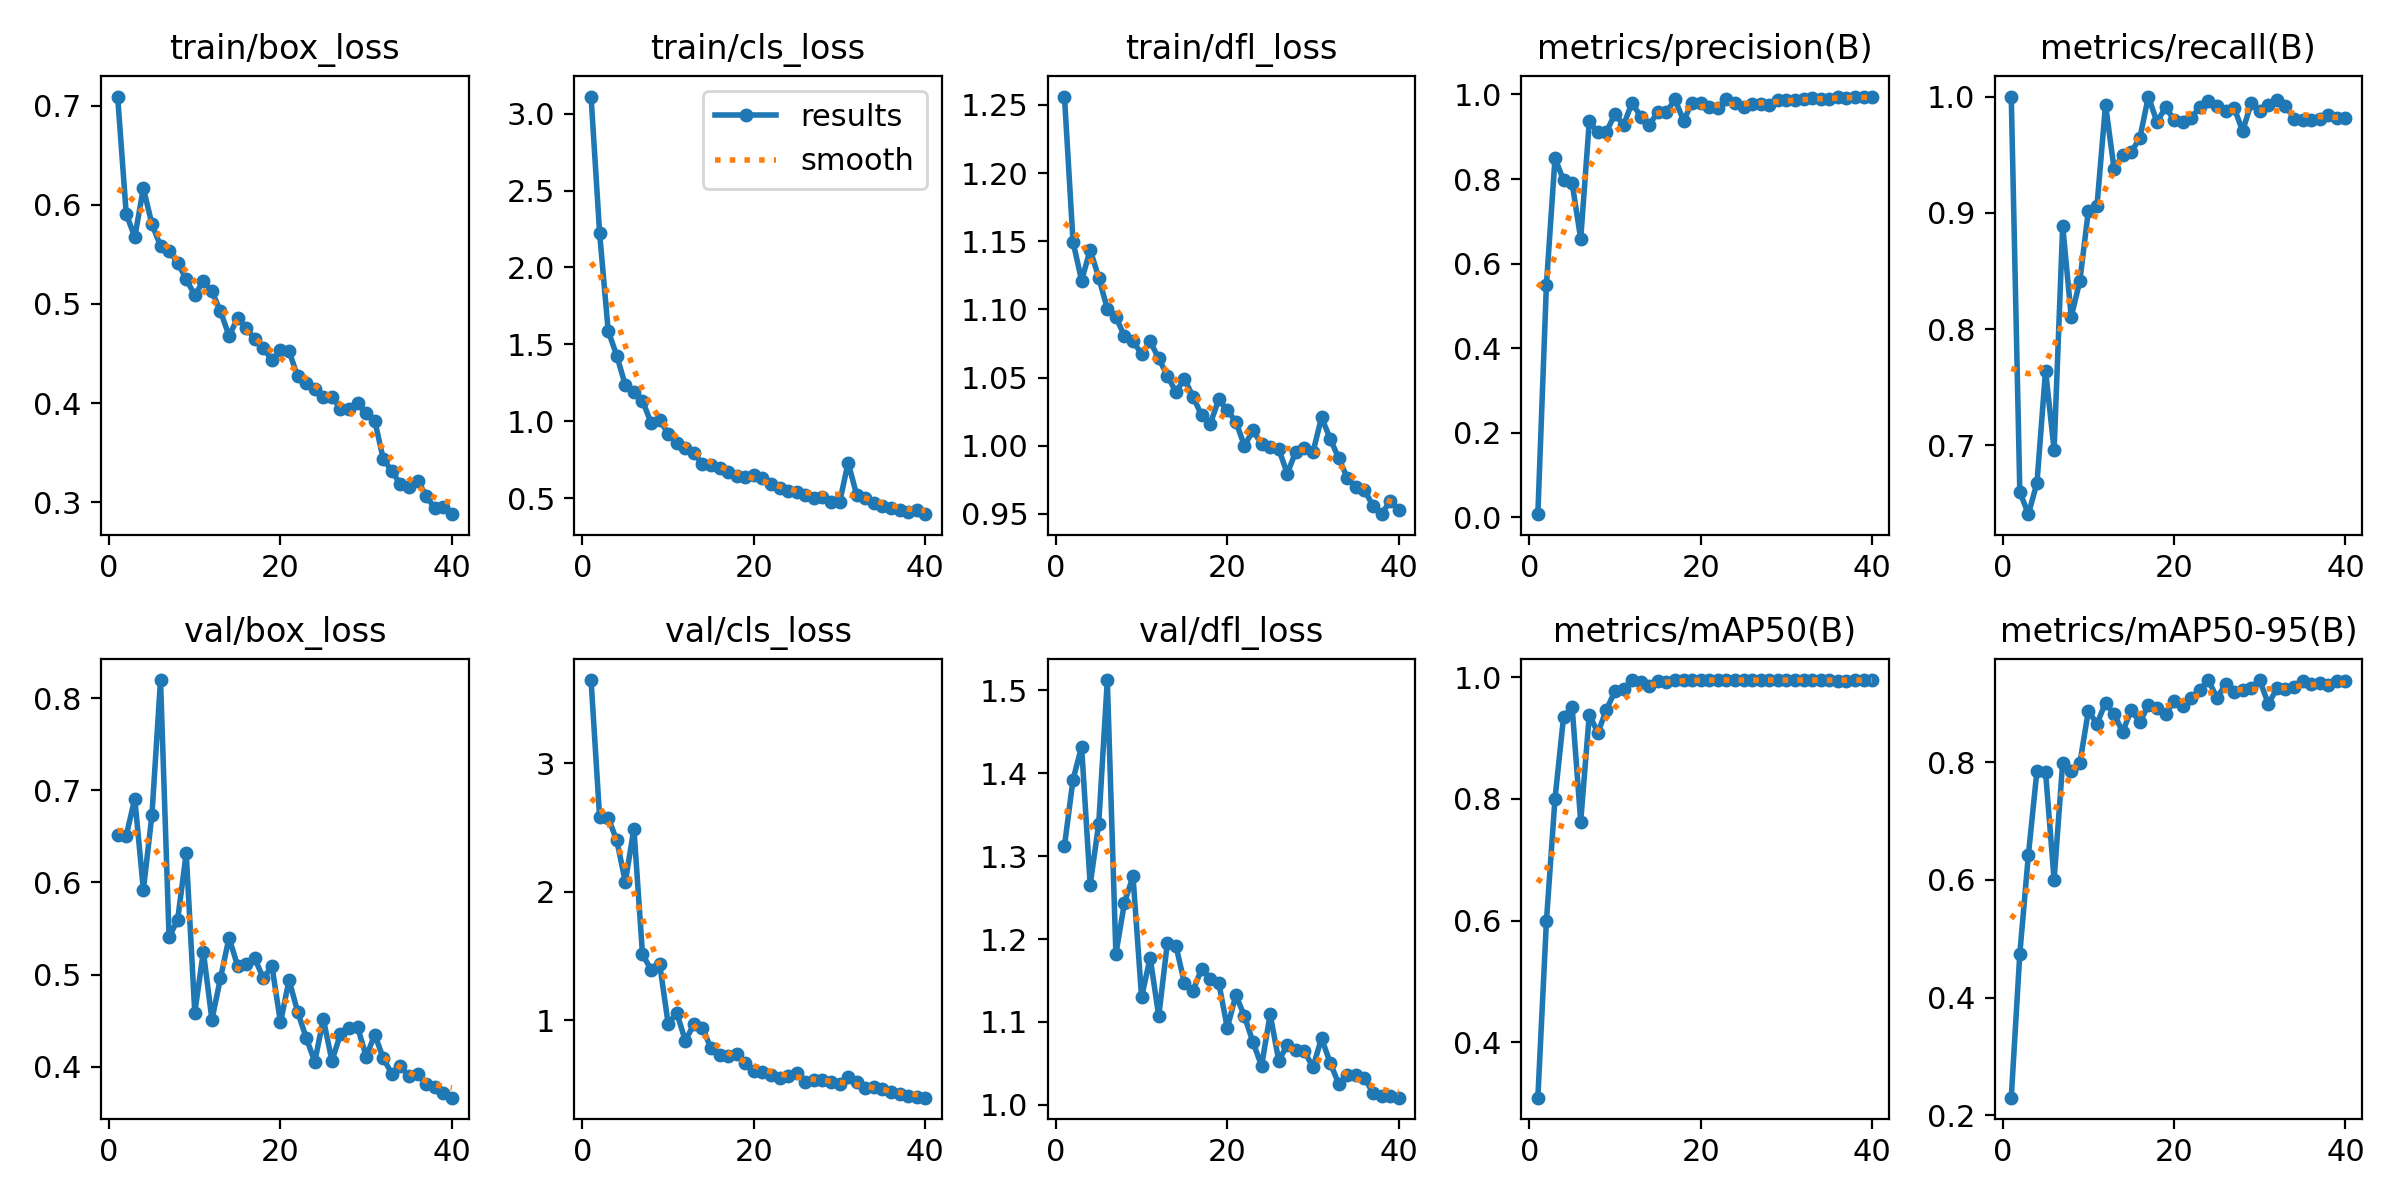 train/box_loss
0.7
0.6
0.5
0.4
0.3
0 20 40
train/cls_loss
results
smooth
3.0
2.5
2.0
1.5
1.0
0.5
0 20 40
train/dfl_loss
1.25
1.20
1.15
1.10
1.05
1.00
0.95
0 20 40
metrics/precision(B)
1.0
0.8
0.6
0.4
0.2
0.0
0 20 40
metrics/recall(B)
1.0
0.9
0.8
0.7
0 20 40
val/box_loss
0.8
0.7
0.6
0.5
0.4
0 20 40
val/cls_loss
3
2
1
0 20 40
val/dfl_loss
1.5
1.4
1.3
1.2
1.1
1.0
0 20 40
metrics/mAP50(B)
1.0
0.8
0.6
0.4
0 20 40
metrics/mAP50-95(B)
0.8
0.6
0.4
0.2
0 20 40